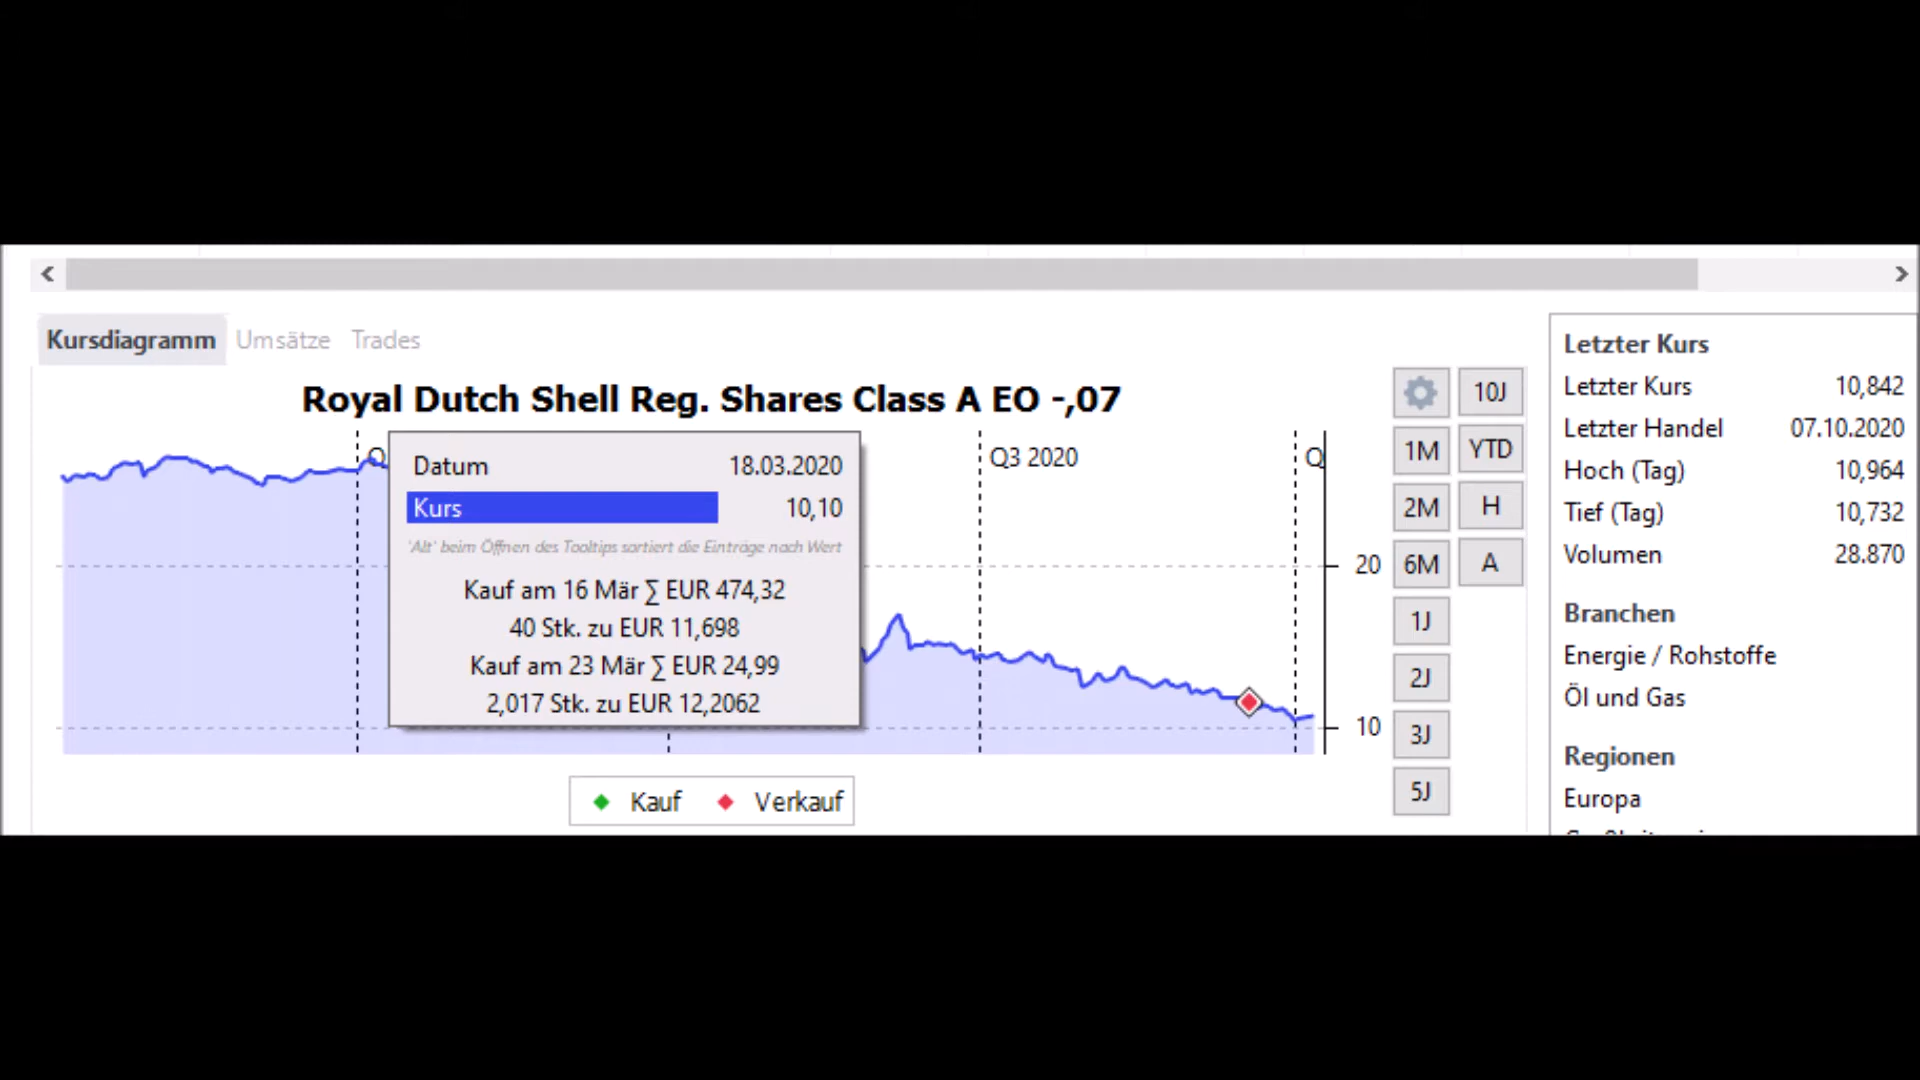 Kursdiagramm Umsätze Trades
Royal Dutch Shell Reg. Shares Class A EO -,07
Datum 18.03.2020
Kurs 10,10
'Alt' beim Öffnen des Tooltips sortiert die Einträge nach Wert
Kauf am 16 Mär ∑ EUR 474,32
40 Stk. zu EUR 11,698
Kauf am 23 Mär ∑ EUR 24,99
2,017 Stk. zu EUR 12,2062
Q3 2020
Q
20
10
Kauf Verkauf
10J
1M YTD
2M H
6M A
1J
2J
3J
5J
Letzter Kurs
Letzter Kurs 10,842
Letzter Handel 07.10.2020
Hoch (Tag) 10,964
Tief (Tag) 10,732
Volumen 28.870
Branchen
Energie / Rohstoffe
Öl und Gas
Regionen
Europa